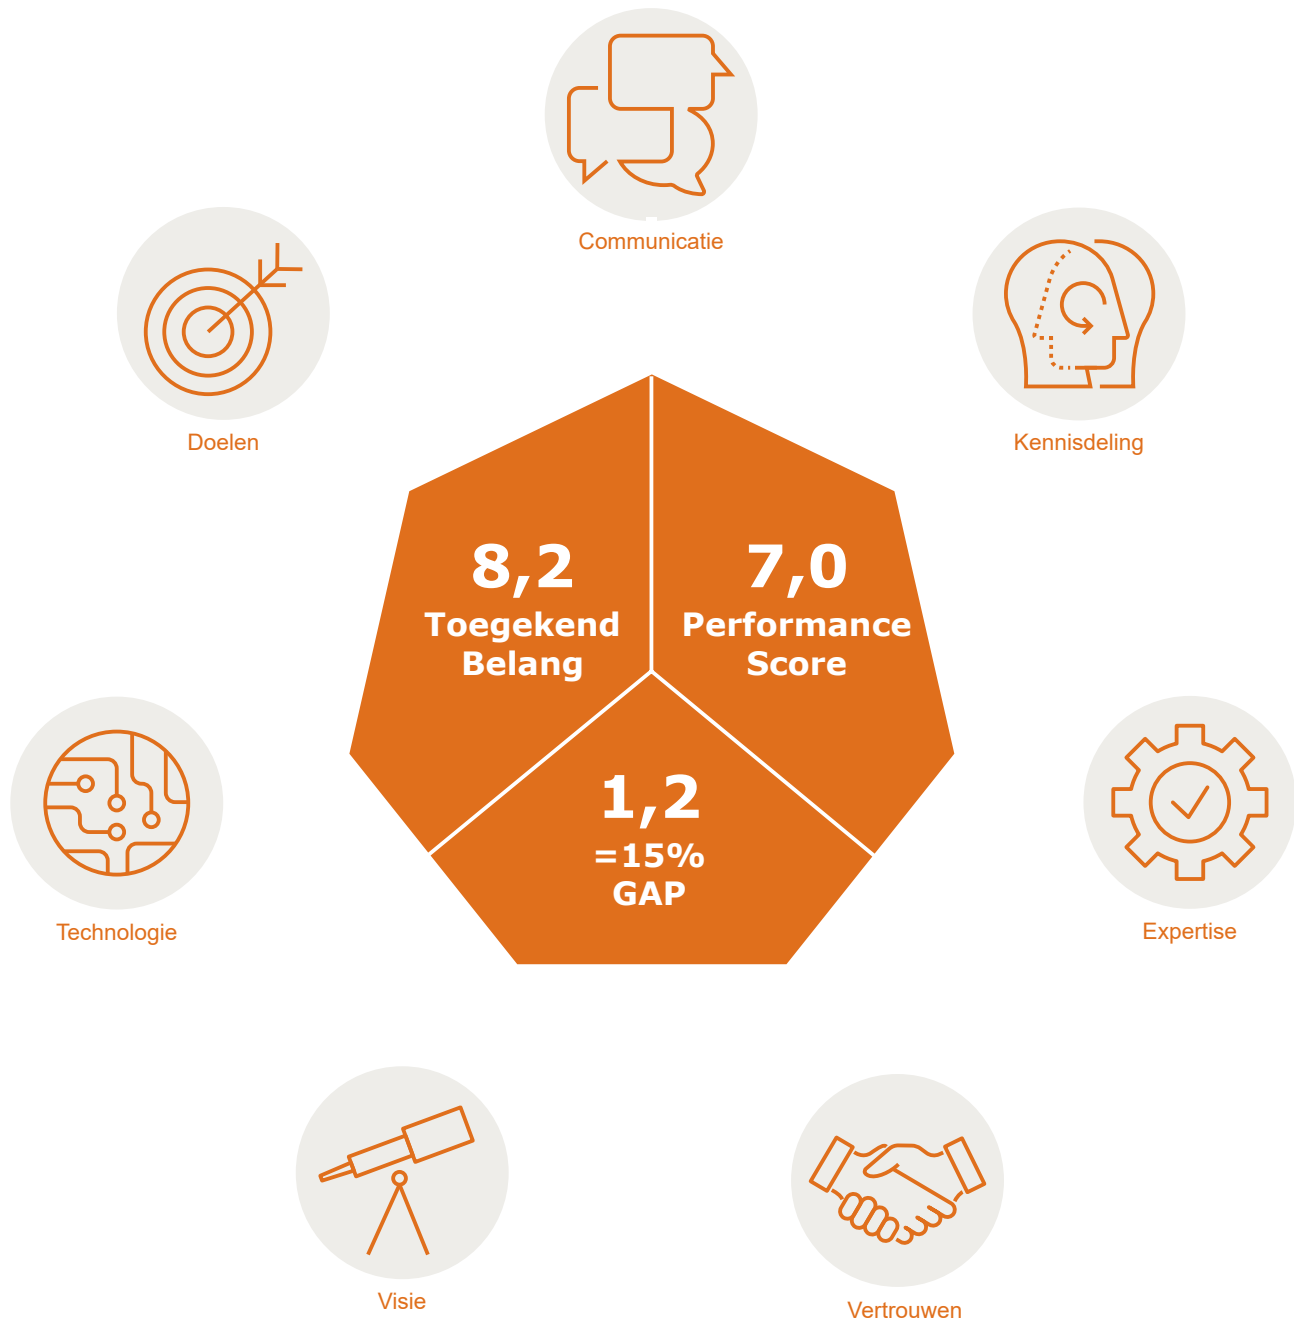 Communicatie
Doelen
Kennisdeling
8,2
Toegekend
Belang
7,0
Performance
Score
1,2
=15%
GAP
Technologie
Expertise
Visie
Vertrouwen